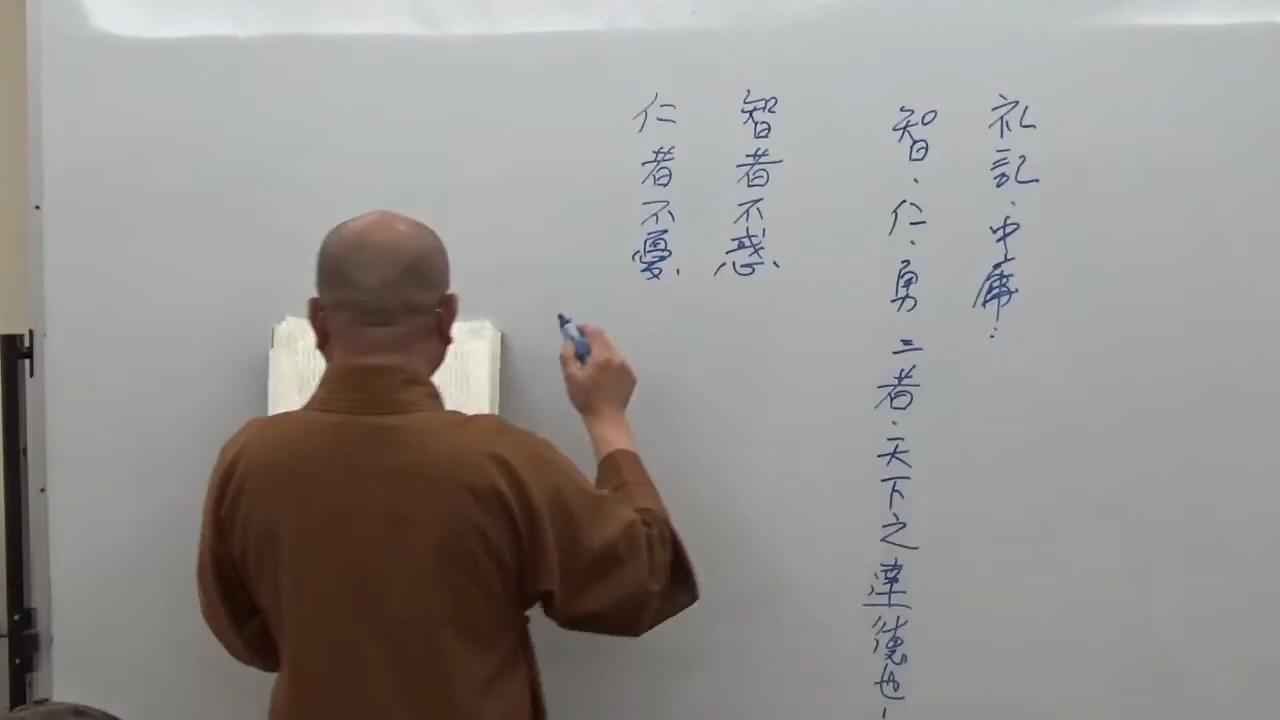 礼記、中庸:
智、仁、勇三者、天下之達德也
智者不惑、
仁者不憂、